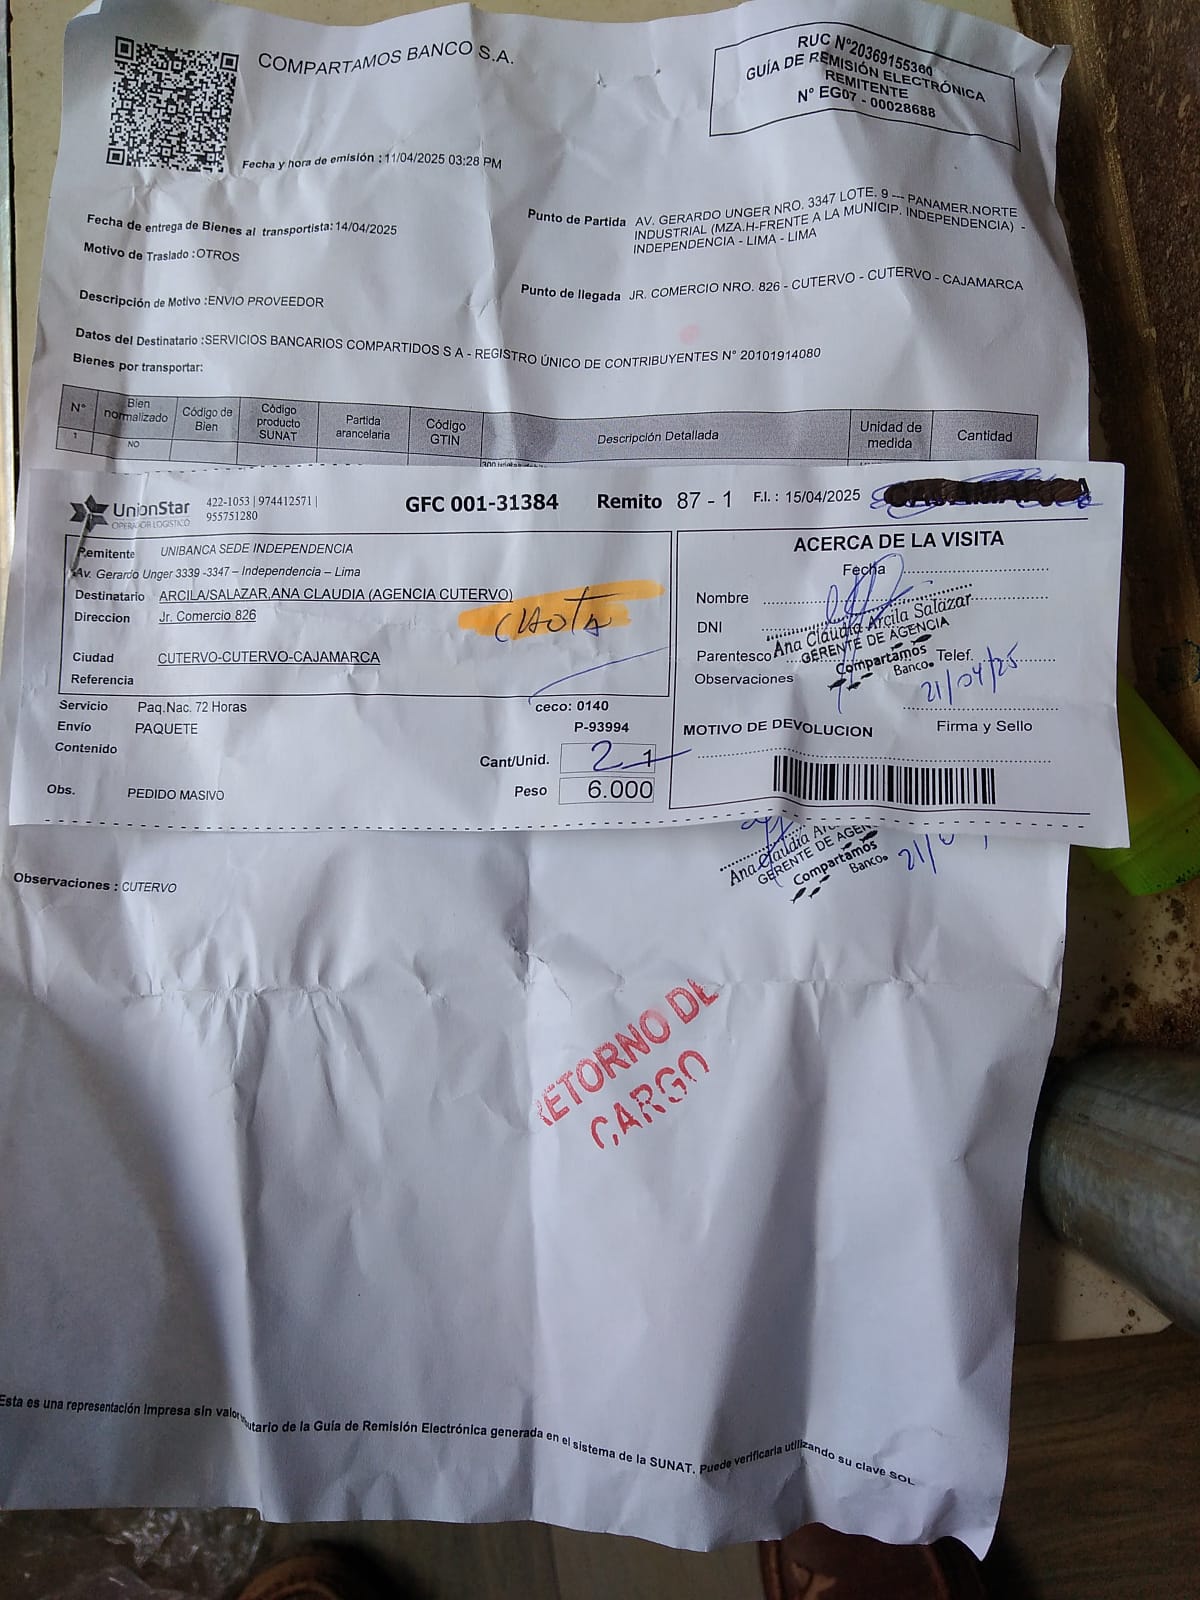 COMPARTAMOS BANCO S.A.
RUC N°20369155360
GUÍA DE REMISIÓN ELECTRÓNICA
REMITENTE
N° EG07 - 00028688
Fecha y hora de emisión : 11/04/2025 03:28 PM
Fecha de entrega de Bienes al transportista: 14/04/2025
Motivo de Traslado :OTROS
Descripción de Motivo :ENVIO PROVEEDOR
Punto de Partida AV. GERARDO UNGER NRO. 3347 LOTE. 9 --- PANAMER.NORTE
INDUSTRIAL (MZA.H-FRENTE A LA MUNICIP. INDEPENDENCIA) -
INDEPENDENCIA - LIMA - LIMA
Punto de llegada JR. COMERCIO NRO. 826 - CUTERVO - CUTERVO - CAJAMARCA
Datos del Destinatario :SERVICIOS BANCARIOS COMPARTIDOS S A - REGISTRO ÚNICO DE CONTRIBUYENTES N° 20101914080
Bienes por transportar:
N° Bien normalizado Código de Bien Código producto SUNAT Partida arancelaria Código GTIN Descripción Detallada Unidad de medida Cantidad
1 NO
UnionStar
OPERADOR LOGISTICO
422-1053 | 974412571 |
955751280
GFC 001-31384 Remito 87 - 1 F.I. : 15/04/2025
Remitente UNIBANCA SEDE INDEPENDENCIA
Av. Gerardo Unger 3339 -3347 – Independencia – Lima
Destinatario ARCILA/SALAZAR,ANA CLAUDIA (AGENCIA CUTERVO)
Direccion Jr. Comercio 826
CHOTA
Ciudad CUTERVO-CUTERVO-CAJAMARCA
Referencia
Servicio Paq.Nac. 72 Horas ceco: 0140
Envío PAQUETE P-93994
Contenido
Cant/Unid. 2 1
Peso 6.000
Obs. PEDIDO MASIVO
ACERCA DE LA VISITA
Fecha
Nombre
DNI
Parentesco Telef.
Observaciones
Ana Claudia Arcila Salazar
GERENTE DE AGENCIA
Compartamos
Banco
21/04/25
MOTIVO DE DEVOLUCION Firma y Sello
Ana Claudia
GERENTE DE AGEN
Compartamos
Banco
21/
Observaciones : CUTERVO
RETORNO DE
CARGO
Esta es una representación impresa sin valor tributario de la Guía de Remisión Electrónica generada en el sistema de la SUNAT. Puede verificarla utilizando su clave SOL